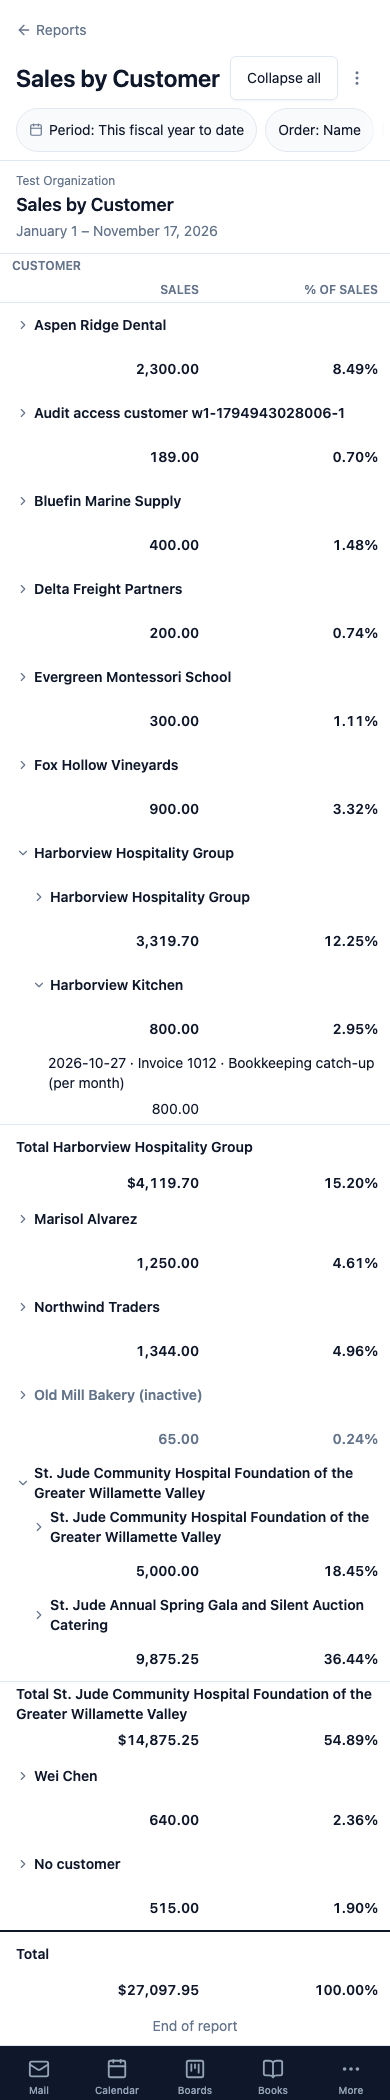 Reports
Sales by Customer
Collapse all
Period: This fiscal year to date
Order: Name
Test Organization
Sales by Customer
January 1 – November 17, 2026
CUSTOMER
SALES % OF SALES
Aspen Ridge Dental
2,300.00 8.49%
Audit access customer w1-1794943028006-1
189.00 0.70%
Bluefin Marine Supply
400.00 1.48%
Delta Freight Partners
200.00 0.74%
Evergreen Montessori School
300.00 1.11%
Fox Hollow Vineyards
900.00 3.32%
Harborview Hospitality Group
Harborview Hospitality Group
3,319.70 12.25%
Harborview Kitchen
800.00 2.95%
2026-10-27 · Invoice 1012 · Bookkeeping catch-up
(per month)
800.00
Total Harborview Hospitality Group
$4,119.70 15.20%
Marisol Alvarez
1,250.00 4.61%
Northwind Traders
1,344.00 4.96%
Old Mill Bakery (inactive)
65.00 0.24%
St. Jude Community Hospital Foundation of the
Greater Willamette Valley
St. Jude Community Hospital Foundation of the
Greater Willamette Valley
5,000.00 18.45%
St. Jude Annual Spring Gala and Silent Auction
Catering
9,875.25 36.44%
Total St. Jude Community Hospital Foundation of the
Greater Willamette Valley
$14,875.25 54.89%
Wei Chen
640.00 2.36%
No customer
515.00 1.90%
Total
$27,097.95 100.00%
End of report
Mail Calendar Boards Books More